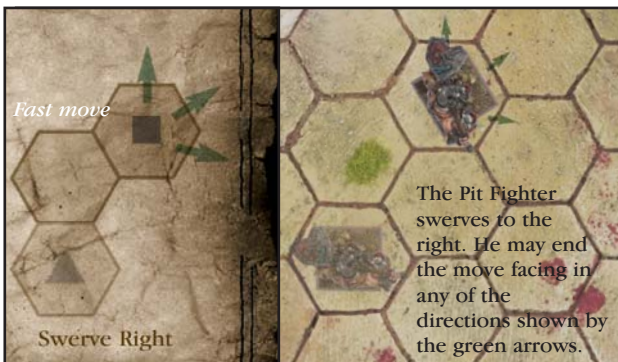 Fast move
Swerve Right
The Pit Fighter
swerves to the
right. He may end
the move facing in
any of the
directions shown by
the green arrows.